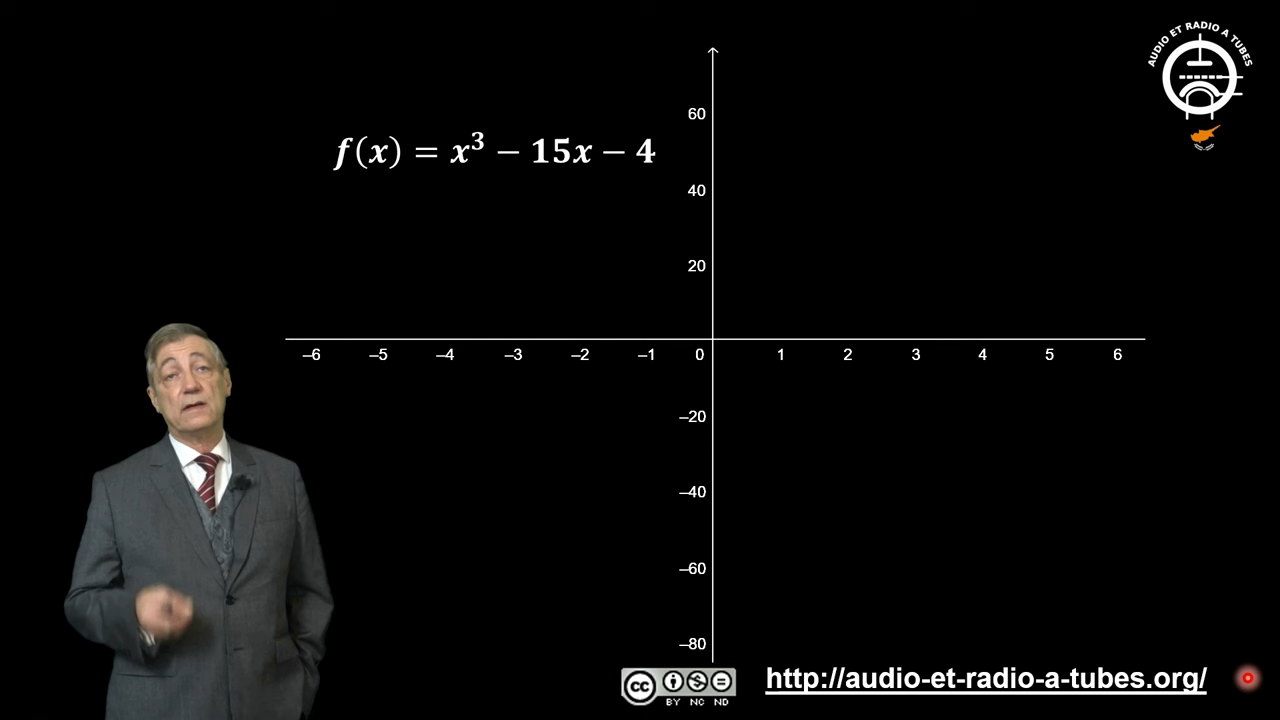 AUDIO ET RADIO A TUBES
f(x) = x³ − 15x − 4
60
40
20
–6 –5 –4 –3 –2 –1 0 1 2 3 4 5 6
–20
–40
–60
–80
cc
BY NC ND
http://audio-et-radio-a-tubes.org/